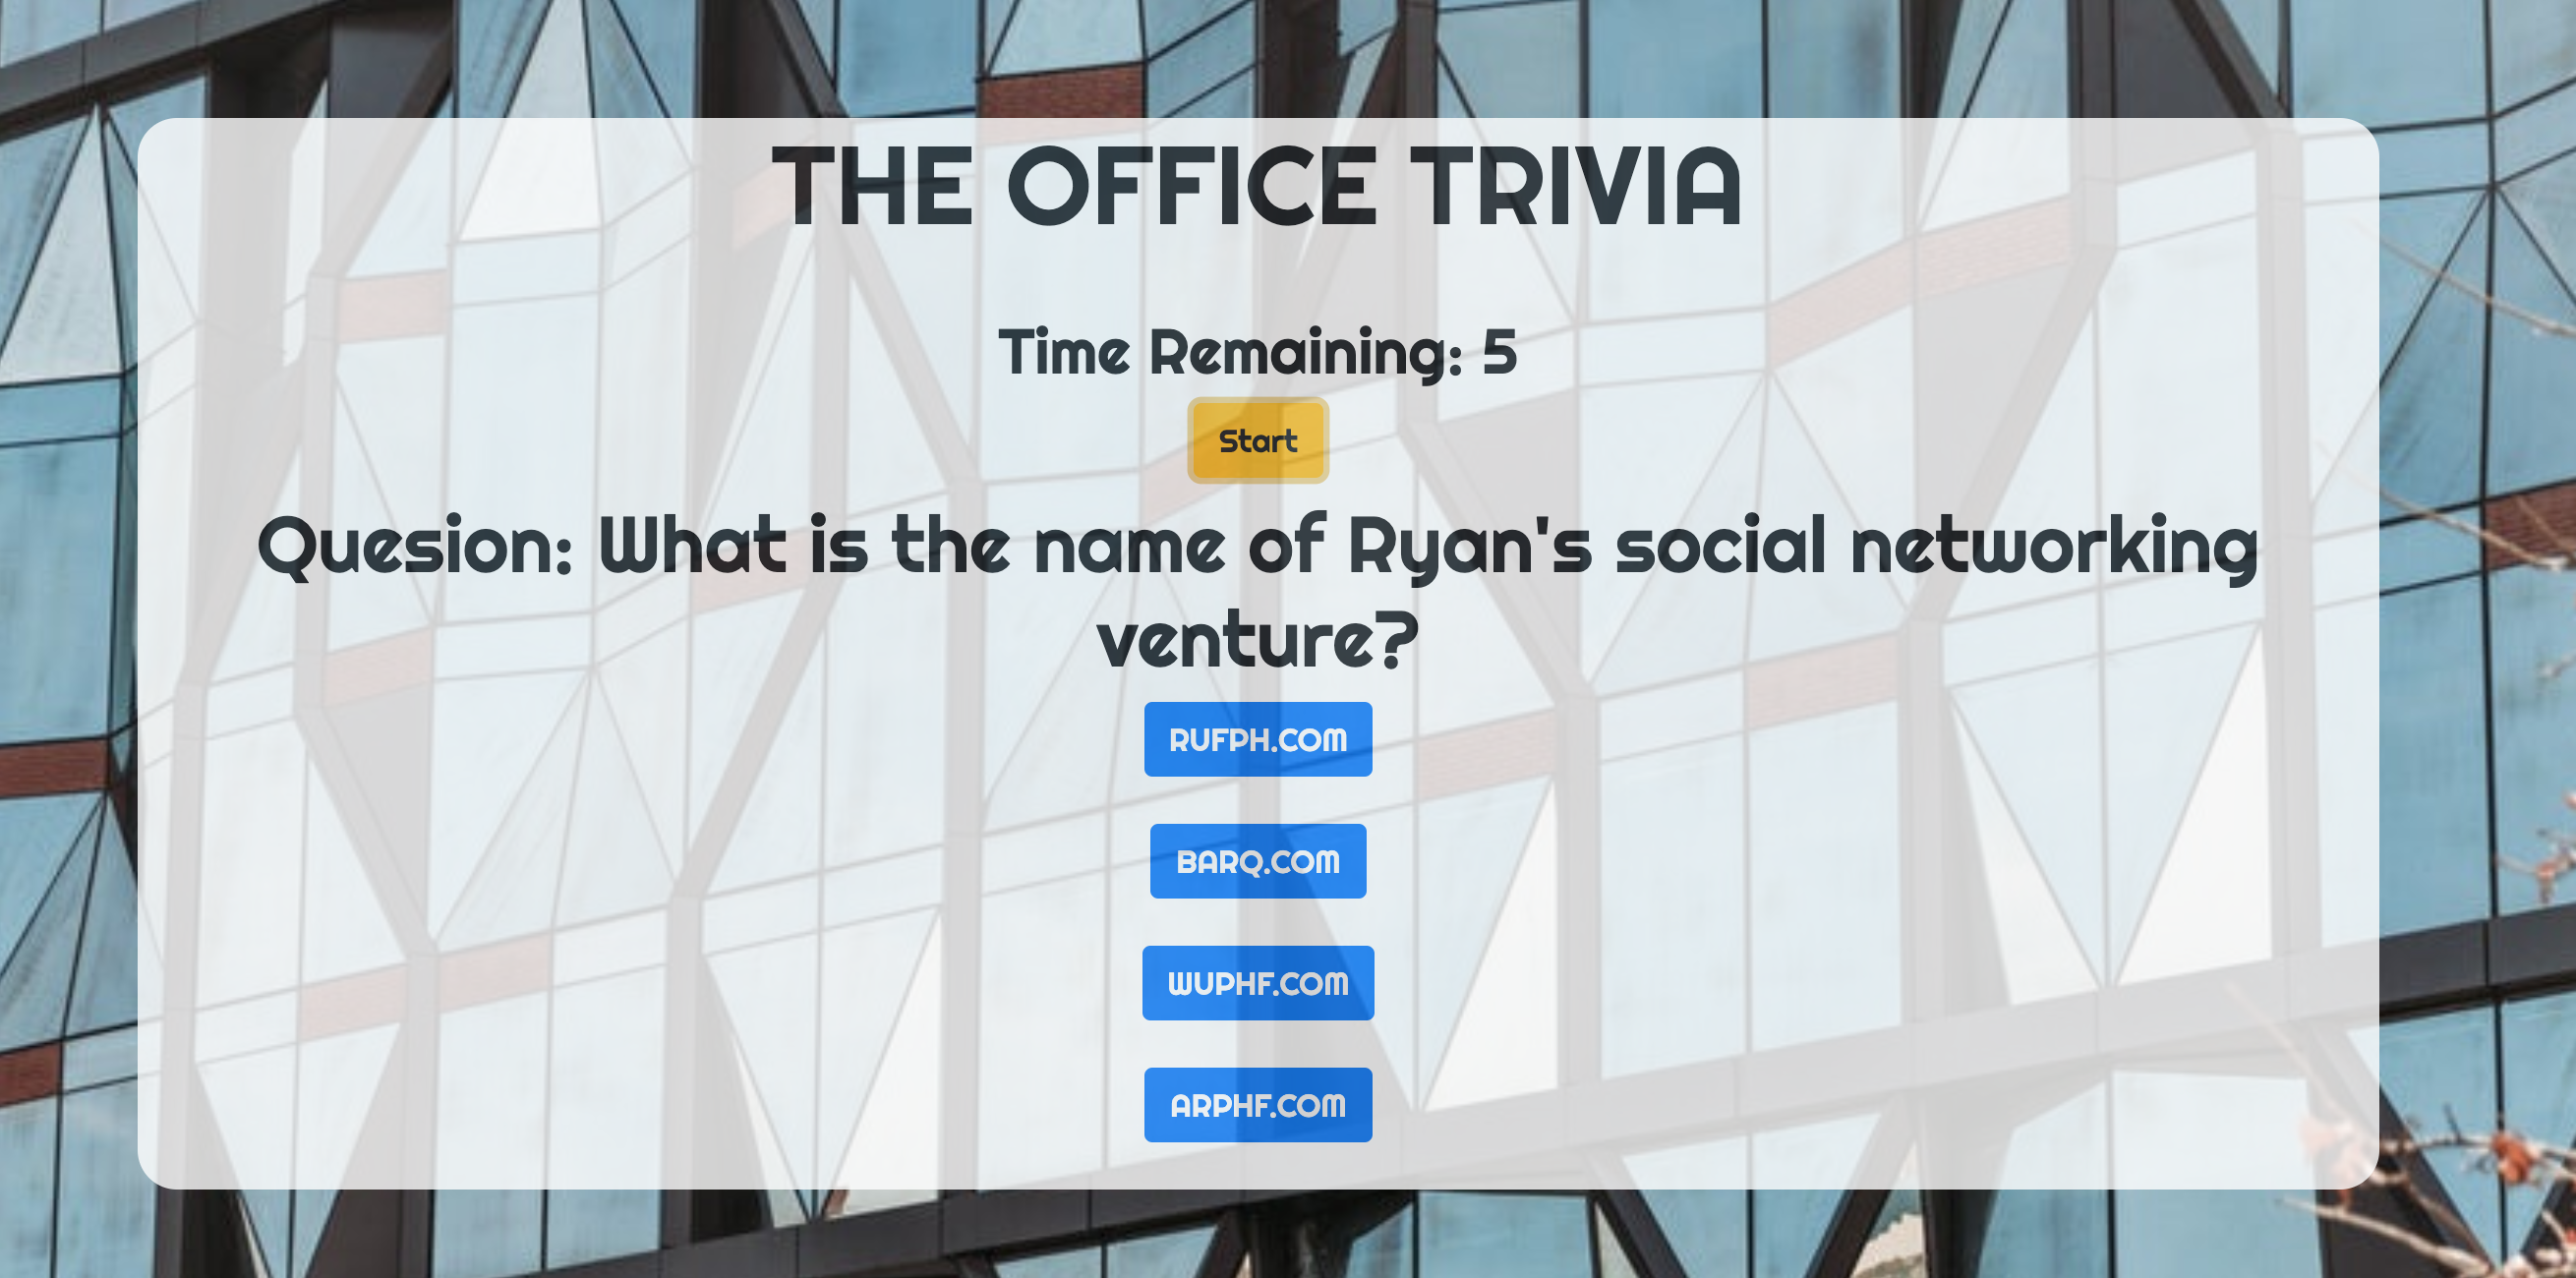 THE OFFICE TRIVIA
Time Remaining: 5
Start
Quesion: What is the name of Ryan's social networking
venture?
RUFPH.COM
BARQ.COM
WUPHF.COM
ARPHF.COM